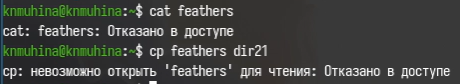 knmuhina@knmuhina:~$ cat feathers
cat: feathers: Отказано в доступе
knmuhina@knmuhina:~$ cp feathers dir21
cp: невозможно открыть 'feathers' для чтения: Отказано в доступе